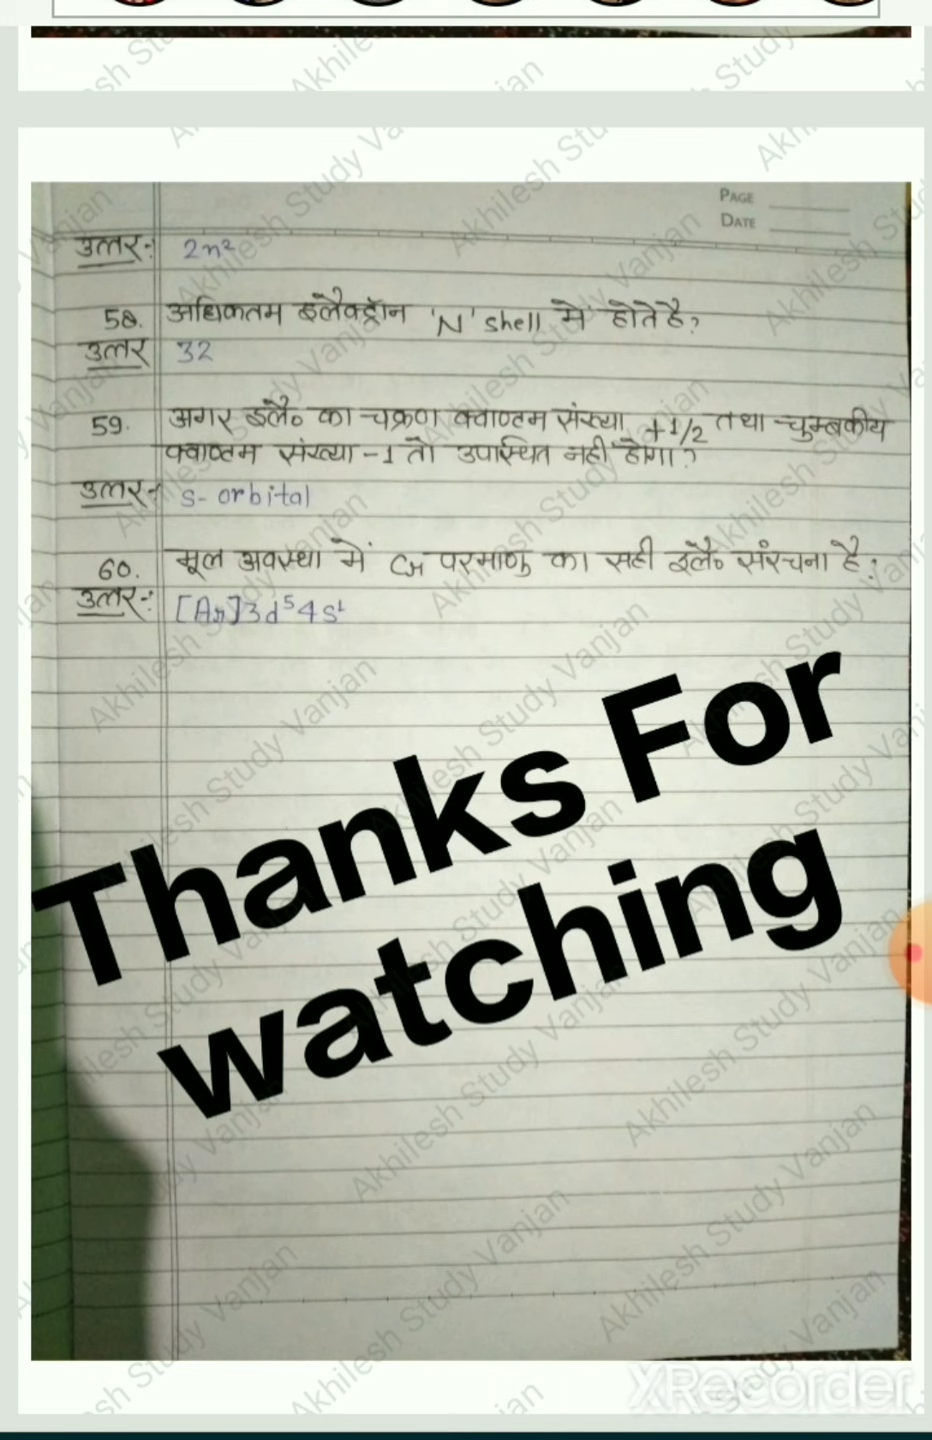 PAGE
DATE
उत्तर:- 2n²
58. अधिकतम इलैक्ट्रॉन 'N' shell मे होते है?
उत्तर 32
59. अगर इलै० का चक्रण क्वाण्टम संख्या +1/2 तथा चुम्बकीय
क्वाण्टम संख्या -1 तो उपस्थित नही होगा?
उत्तर:- s- orbital
60. मूल अवस्था में Cr परमाणु का सही इलै० संरचना है:
उत्तर:- [Ar]3d⁵4s¹
Thanks For
watching
Akhilesh Study Vanjan
XRecorder